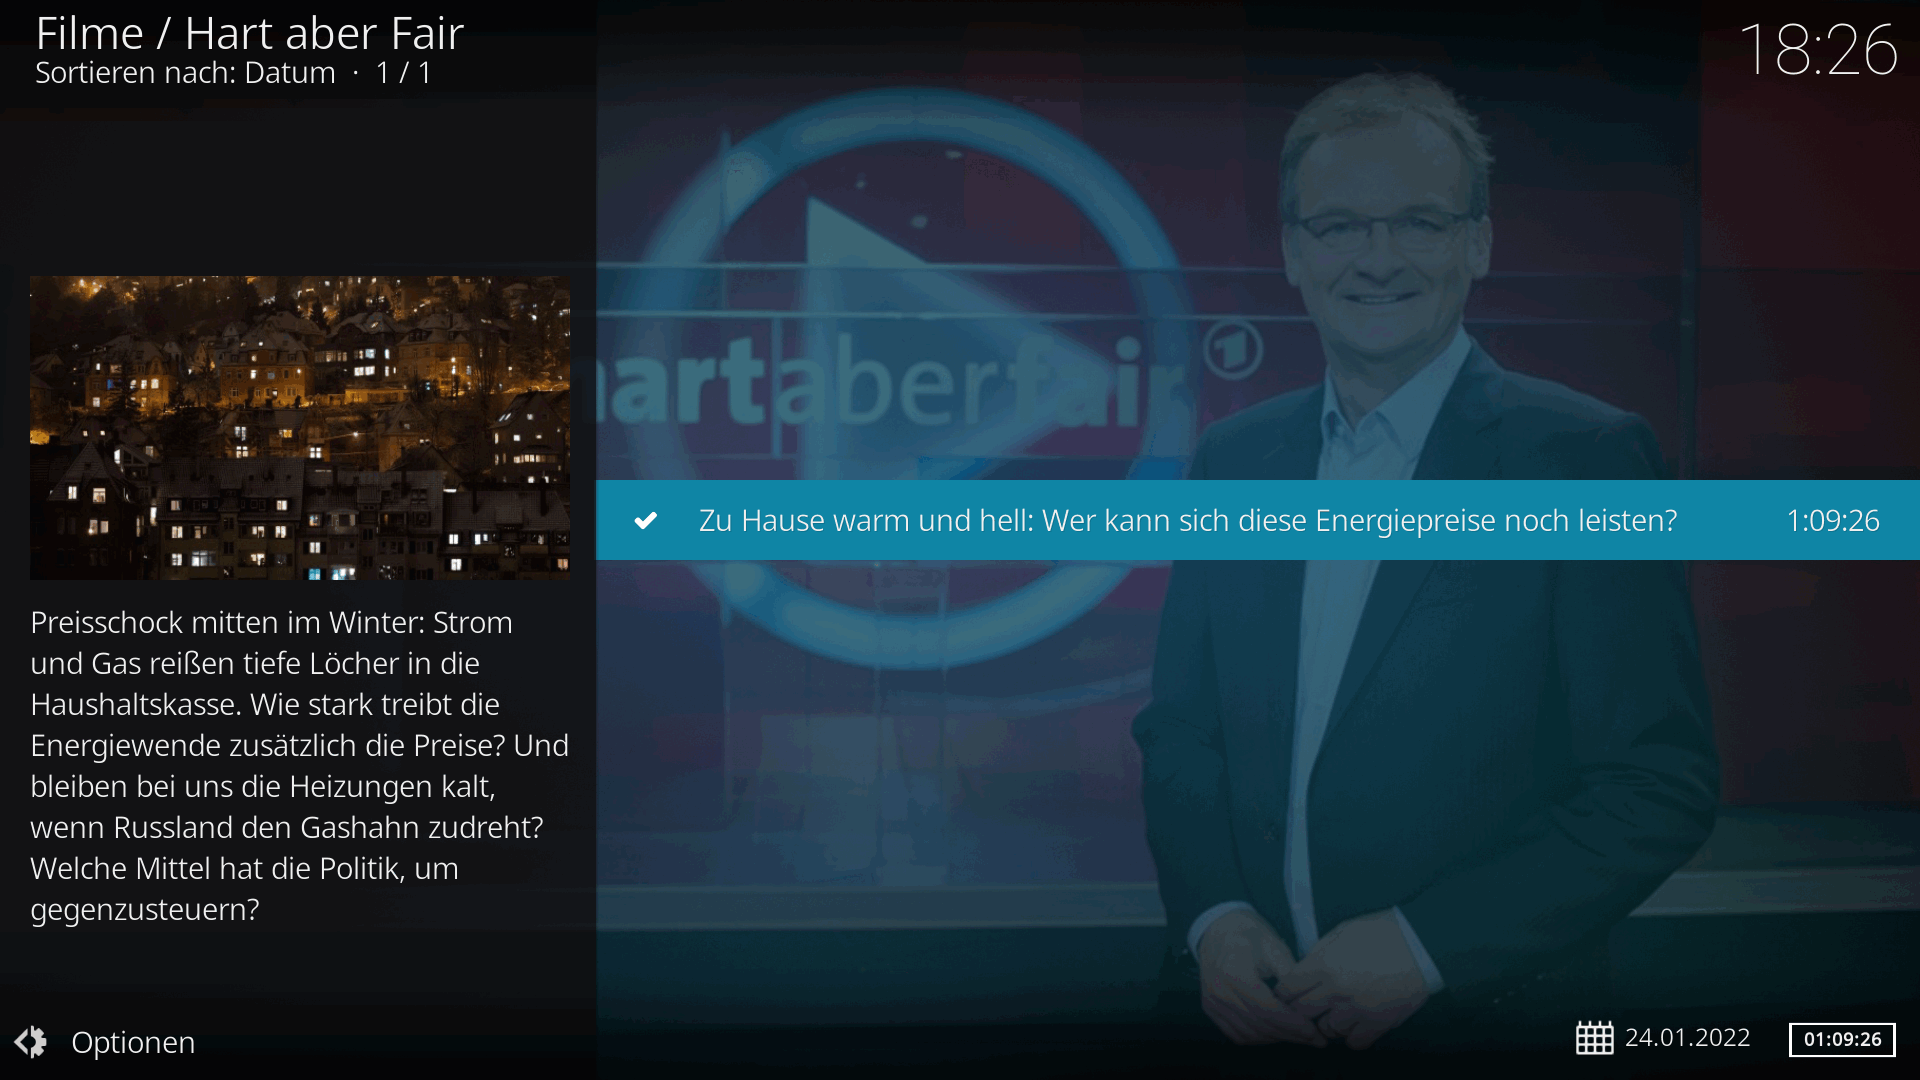 Filme / Hart aber Fair
Sortieren nach: Datum · 1 / 1
18:26
hartaberfair
1
Zu Hause warm und hell: Wer kann sich diese Energiepreise noch leisten?
1:09:26
Preisschock mitten im Winter: Strom
und Gas reißen tiefe Löcher in die
Haushaltskasse. Wie stark treibt die
Energiewende zusätzlich die Preise? Und
bleiben bei uns die Heizungen kalt,
wenn Russland den Gashahn zudreht?
Welche Mittel hat die Politik, um
gegenzusteuern?
Optionen
24.01.2022
01:09:26